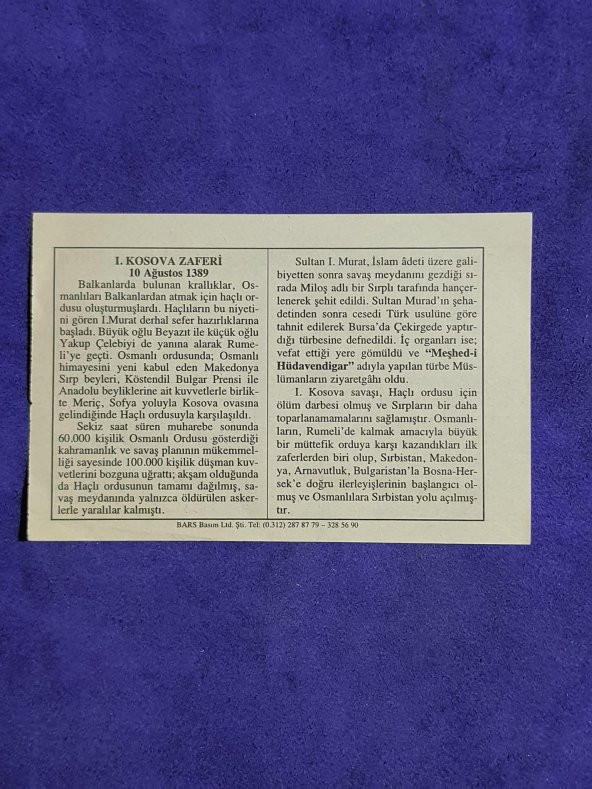 I. KOSOVA ZAFERİ
10 Ağustos 1389
Balkanlarda bulunan krallıklar, Os-
manlıları Balkanlardan atmak için haçlı or-
dusu oluşturmuşlardı. Haçlıların bu niyeti-
ni gören I.Murat derhal sefer hazırlıklarına
başladı. Büyük oğlu Beyazıt ile küçük oğlu
Yakup Çelebiyi de yanına alarak Rume-
li'ye geçti. Osmanlı ordusunda; Osmanlı
himayesini yeni kabul eden Makedonya
Sırp beyleri, Köstendil Bulgar Prensi ile
Anadolu beyliklerine ait kuvvetlerle birlik-
te Meriç, Sofya yoluyla Kosova ovasına
gelindiğinde Haçlı ordusuyla karşılaşıldı.
Sekiz saat süren muharebe sonunda
60.000 kişilik Osmanlı Ordusu gösterdiği
kahramanlık ve savaş planının mükemmel-
liği sayesinde 100.000 kişilik düşman kuv-
vetlerini bozguna uğrattı; akşam olduğunda
da Haçlı ordusunun tamamı dağılmış, sa-
vaş meydanında yalnızca öldürülen asker-
lerle yaralılar kalmıştı.
Sultan I. Murat, İslam âdeti üzere gali-
biyetten sonra savaş meydanını gezdiği sı-
rada Miloş adlı bir Sırplı tarafında hançer-
lenerek şehit edildi. Sultan Murad'ın şeha-
detinden sonra cesedi Türk usulüne göre
tahnit edilerek Bursa'da Çekirgede yaptır-
dığı türbesine defnedildi. İç organları ise;
vefat ettiği yere gömüldü ve "Meşhed-i
Hüdavendigar" adıyla yapılan türbe Müs-
lümanların ziyaretgâhı oldu.
I. Kosova savaşı, Haçlı ordusu için
ölüm darbesi olmuş ve Sırpların bir daha
toparlanamamalarını sağlamıştır. Osmanlı-
ların, Rumeli'de kalmak amacıyla büyük
bir müttefik orduya karşı kazandıkları ilk
zaferlerden biri olup, Sırbistan, Makedon-
ya, Arnavutluk, Bulgaristan'la Bosna-Her-
sek'e doğru ilerleyişlerinin başlangıcı ol-
muş ve Osmanlılara Sırbistan yolu açılmış-
tır.
BARS Basım Ltd. Şti. Tel: (0.312) 287 87 79 – 328 56 90